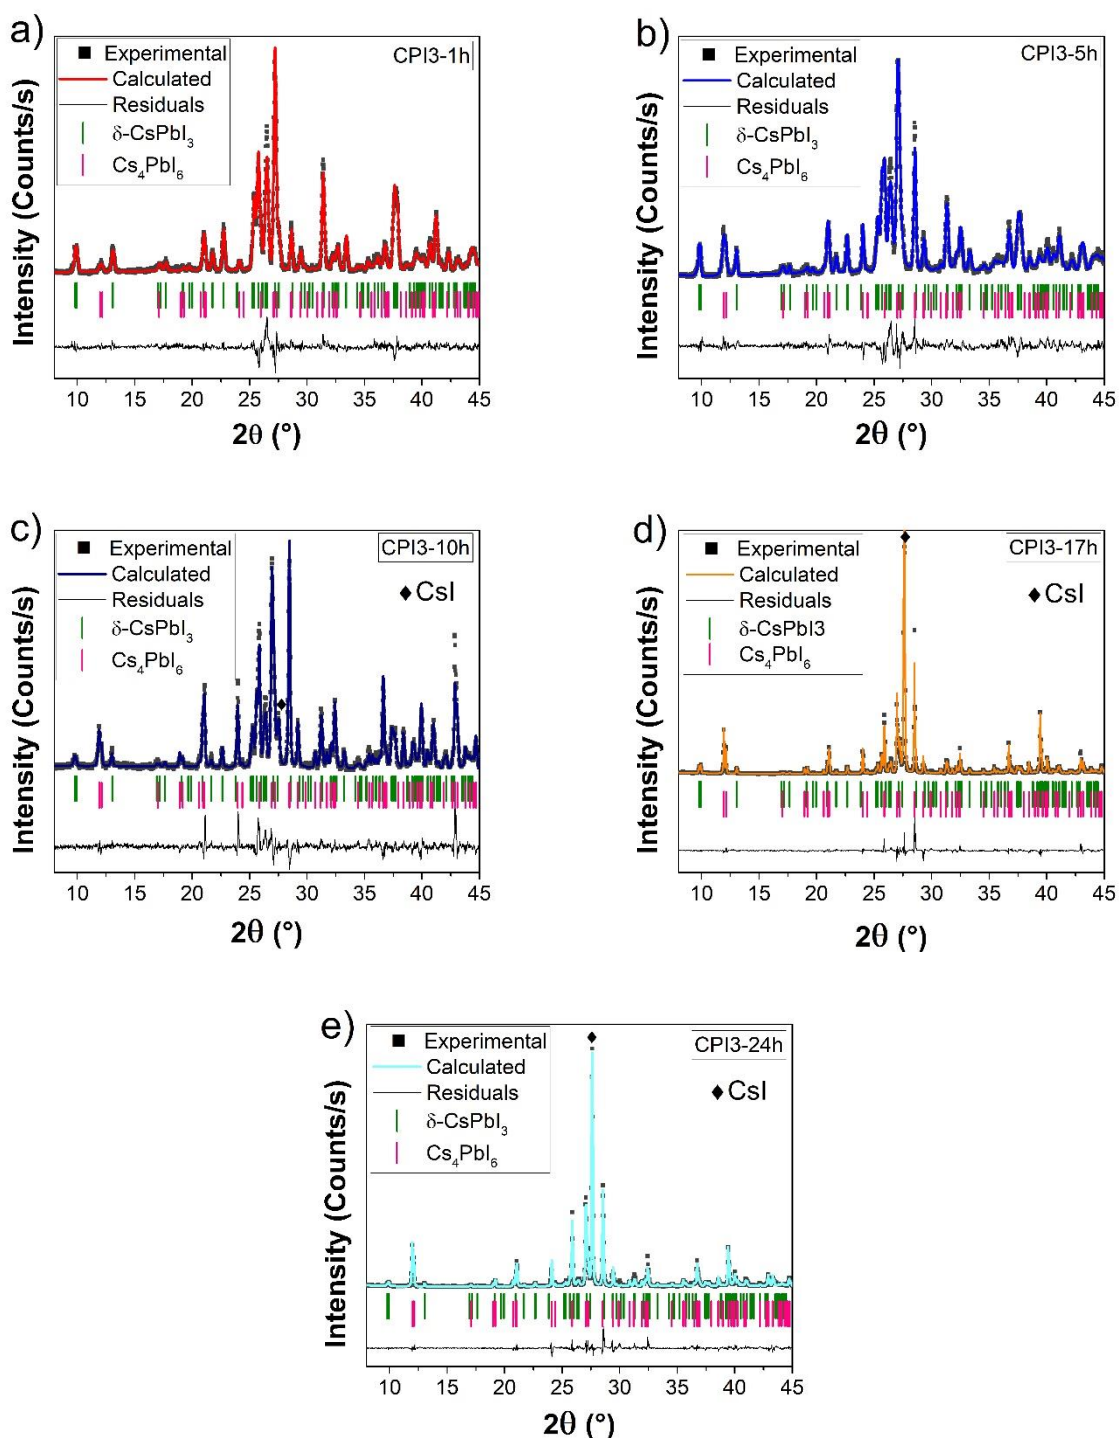 a)
Experimental
Calculated
Residuals
δ-CsPbI₃
Cs₄PbI₆
CPI3-1h
Intensity (Counts/s)
10 15 20 25 30 35 40 45
2θ (°)
b)
Experimental
Calculated
Residuals
δ-CsPbI₃
Cs₄PbI₆
CPI3-5h
Intensity (Counts/s)
10 15 20 25 30 35 40 45
2θ (°)
c)
Experimental
Calculated
Residuals
δ-CsPbI₃
Cs₄PbI₆
CPI3-10h
♦CsI
Intensity (Counts/s)
10 15 20 25 30 35 40 45
2θ (°)
d)
Experimental
Calculated
Residuals
δ-CsPbI3
Cs₄PbI₆
CPI3-17h
♦CsI
Intensity (Counts/s)
10 15 20 25 30 35 40 45
2θ (°)
e)
Experimental
Calculated
Residuals
δ-CsPbI₃
Cs₄PbI₆
CPI3-24h
♦CsI
Intensity (Counts/s)
10 15 20 25 30 35 40 45
2θ (°)